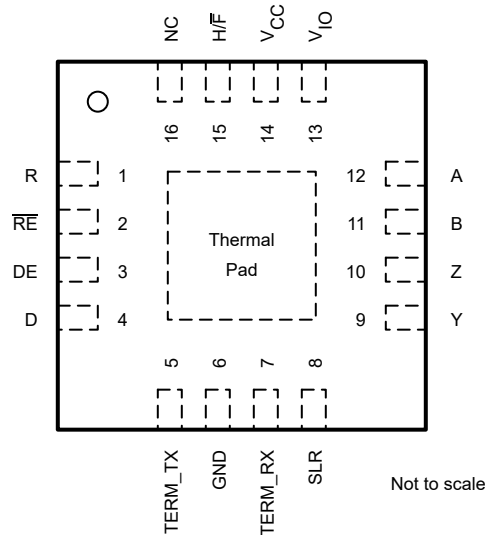 NC H/F̅ VCC VIO
16 15 14 13
R 1 12 A
R̅E̅ 2 11 B
Thermal
DE 3 10 Z
Pad
D 4 9 Y
5 6 7 8
TERM_TX GND TERM_RX SLR
Not to scale